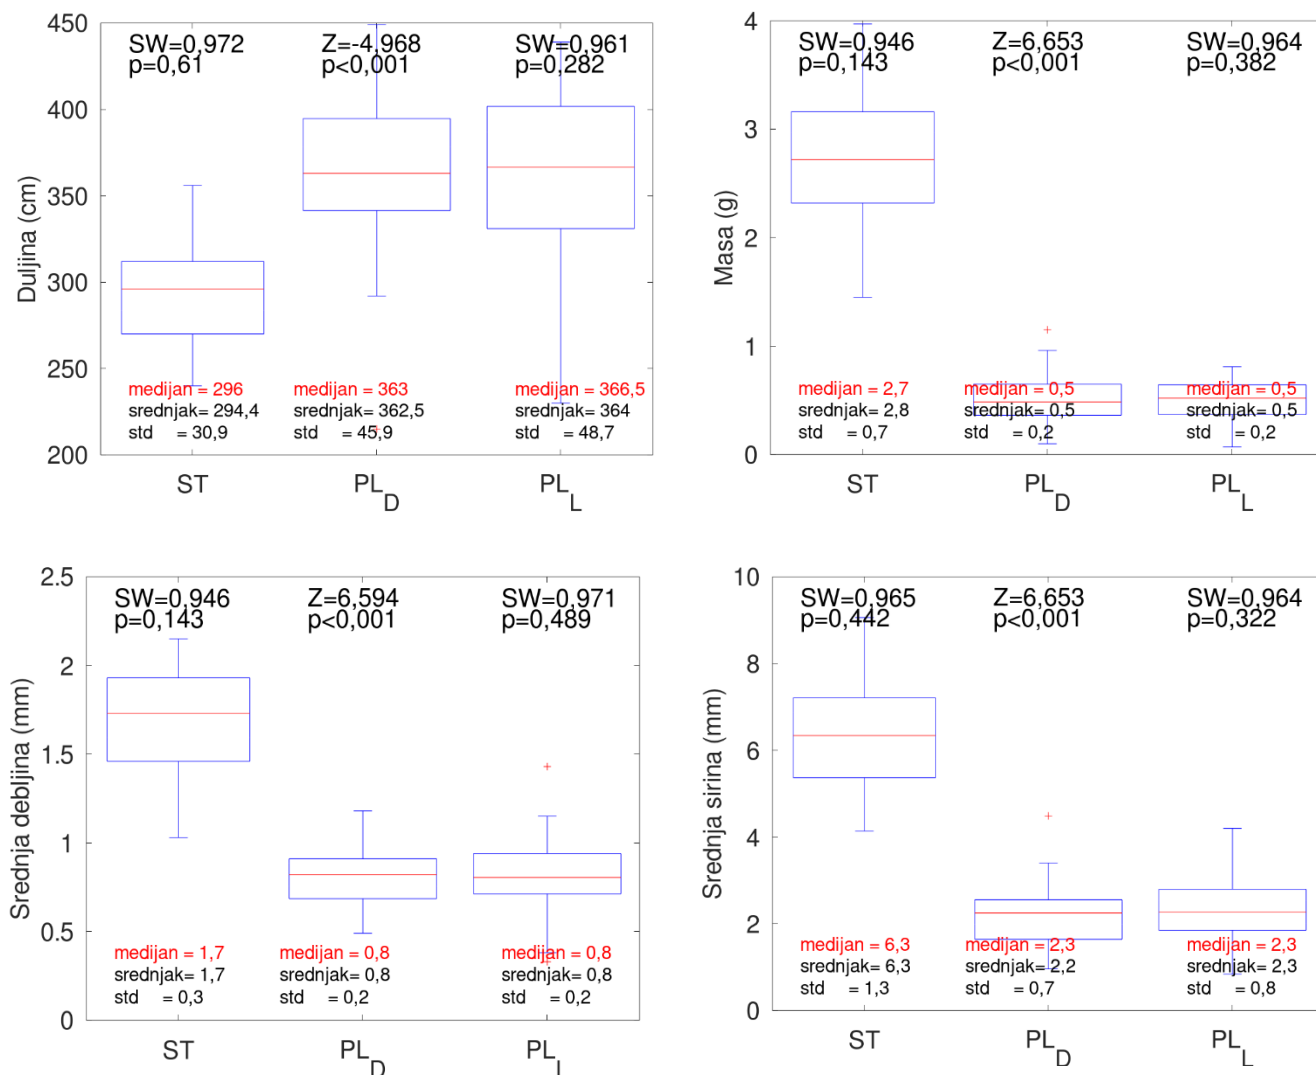 450
400
350
300
250
200
Duljina (cm)
SW=0,972
p=0,61
Z=-4,968
p<0,001
SW=0,961
p=0,282
medijan = 296
srednjak= 294,4
std = 30,9
medijan = 363
srednjak= 362,5
std = 45,9
medijan = 366,5
srednjak= 364
std = 48,7
ST
PL_D
PL_L
4
3
2
1
0
Masa (g)
SW=0,946
p=0,143
Z=6,653
p<0,001
SW=0,964
p=0,382
medijan = 2,7
srednjak= 2,8
std = 0,7
medijan = 0,5
srednjak= 0,5
std = 0,2
medijan = 0,5
srednjak= 0,5
std = 0,2
ST
PL_D
PL_L
2.5
2
1.5
1
0.5
0
Srednja debljina (mm)
SW=0,946
p=0,143
Z=6,594
p<0,001
SW=0,971
p=0,489
medijan = 1,7
srednjak= 1,7
std = 0,3
medijan = 0,8
srednjak= 0,8
std = 0,2
medijan = 0,8
srednjak= 0,8
std = 0,2
ST
PL_D
PL_L
10
8
6
4
2
0
Srednja sirina (mm)
SW=0,965
p=0,442
Z=6,653
p<0,001
SW=0,964
p=0,322
medijan = 6,3
srednjak= 6,3
std = 1,3
medijan = 2,3
srednjak= 2,2
std = 0,7
medijan = 2,3
srednjak= 2,3
std = 0,8
ST
PL_D
PL_L